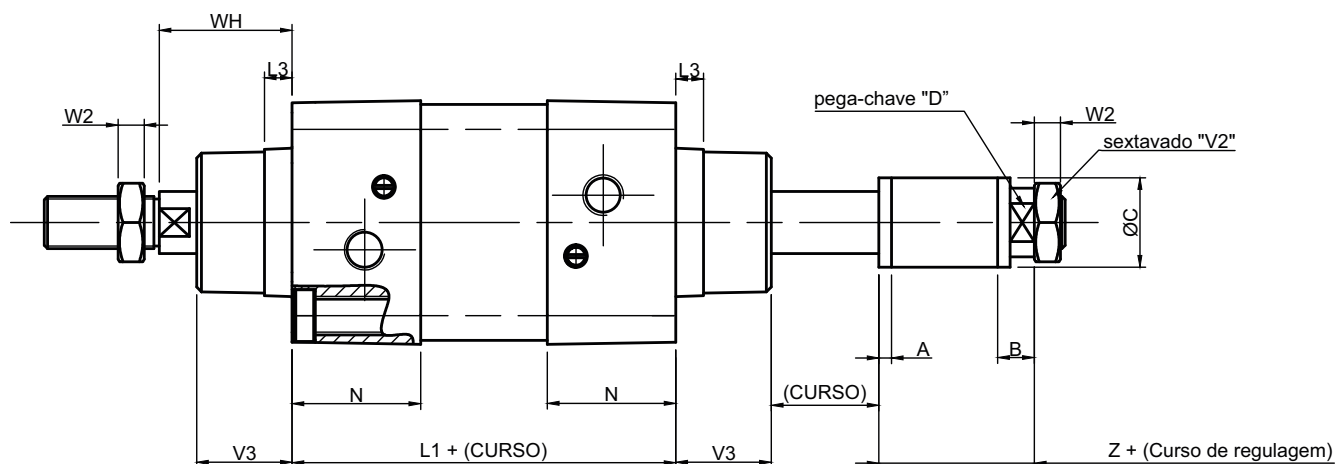 WH
L3
L3
W2
pega-chave "D"
W2
sextavado "V2"
ØC
A
B
N
N
(CURSO)
V3
L1 + (CURSO)
V3
Z + (Curso de regulagem)